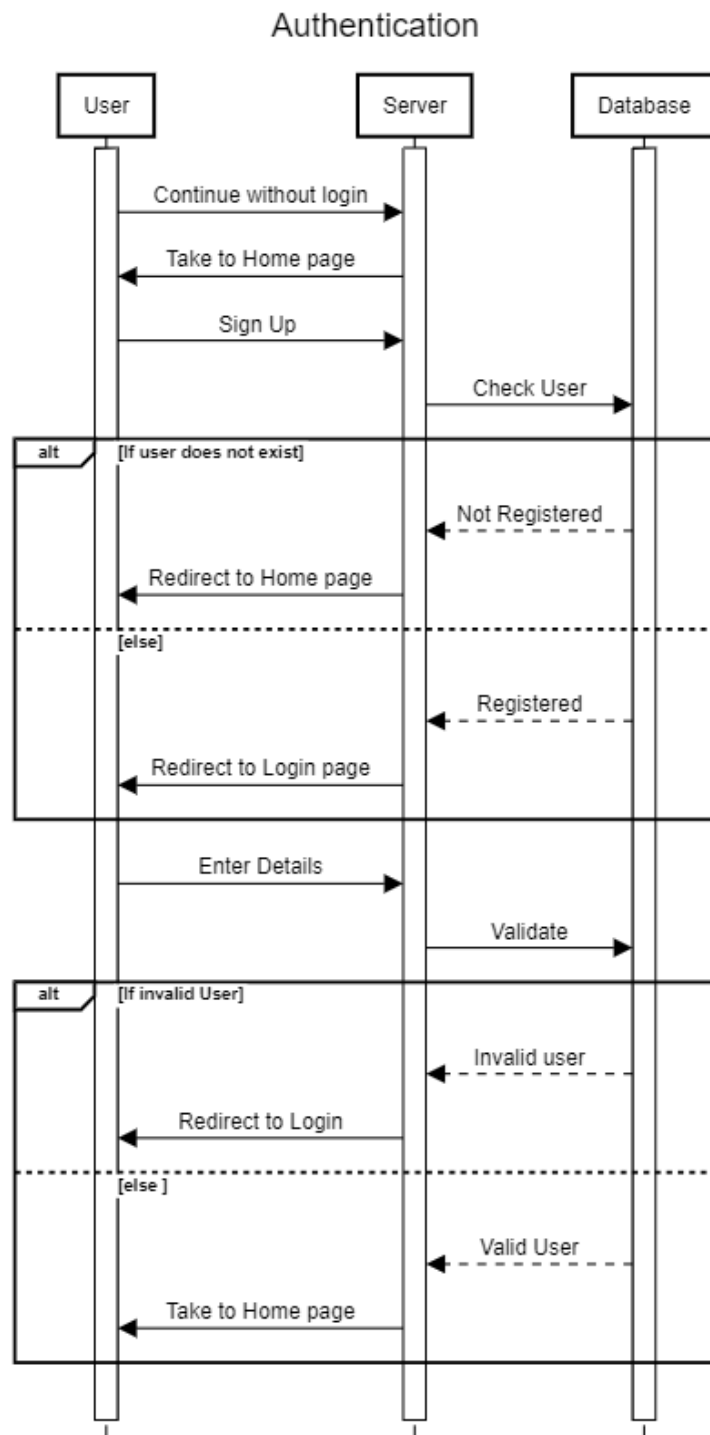 Authentication
User
Server
Database
Continue without login
Take to Home page
Sign Up
Check User
alt
[If user does not exist]
Not Registered
Redirect to Home page
[else]
Registered
Redirect to Login page
Enter Details
Validate
alt
[If invalid User]
Invalid user
Redirect to Login
[else ]
Valid User
Take to Home page